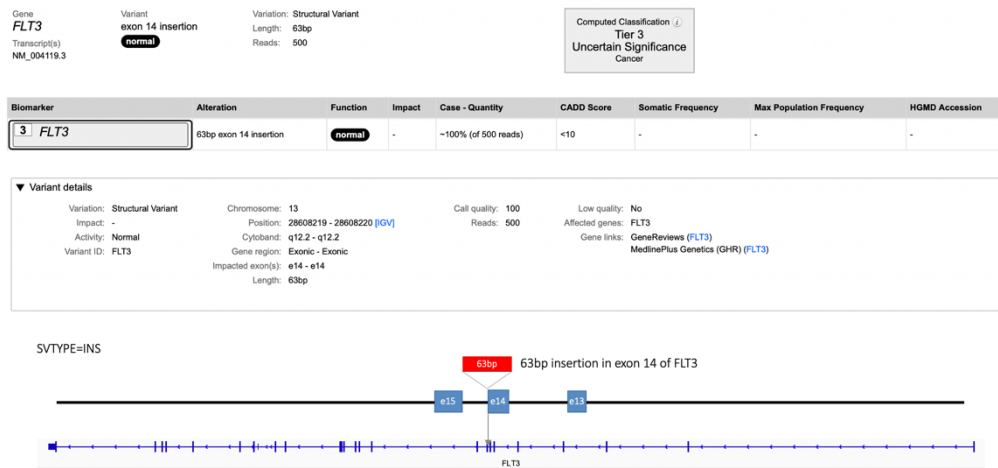 Gene
FLT3
Transcript(s)
NM_004119.3
Variant
exon 14 insertion
normal
Variation: Structural Variant
Length: 63bp
Reads: 500
Computed Classification i
Tier 3
Uncertain Significance
Cancer
Biomarker Alteration Function Impact Case - Quantity CADD Score Somatic Frequency Max Population Frequency HGMD Accession
3 FLT3 63bp exon 14 insertion normal - ~100% (of 500 reads) <10 - - -
▼ Variant details
Variation: Structural Variant
Impact: -
Activity: Normal
Variant ID: FLT3
Chromosome: 13
Position: 28608219 - 28608220 [IGV]
Cytoband: q12.2 - q12.2
Gene region: Exonic - Exonic
Impacted exon(s): e14 - e14
Length: 63bp
Call quality: 100
Reads: 500
Low quality: No
Affected genes: FLT3
Gene links: GeneReviews (FLT3)
MedlinePlus Genetics (GHR) (FLT3)
SVTYPE=INS
63bp 63bp insertion in exon 14 of FLT3
e15 e14 e13
FLT3